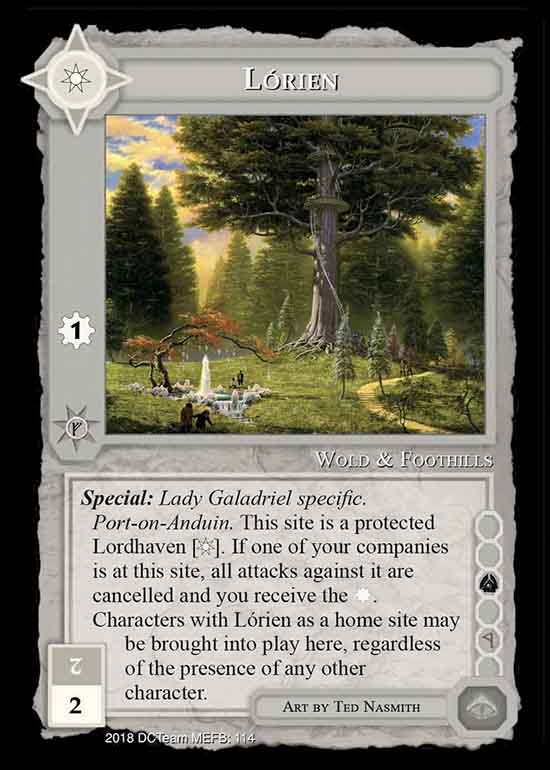 Lórien
1
Wold & Foothills
Special: Lady Galadriel specific.
Port-on-Anduin. This site is a protected
Lordhaven [ ]. If one of your companies
is at this site, all attacks against it are
cancelled and you receive the .
Characters with Lórien as a home site may
be brought into play here, regardless
of the presence of any other
character.
2
Art by Ted Nasmith
2018 DCTeam MEFB: 114